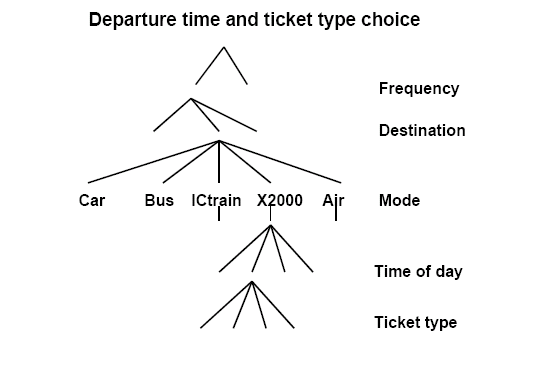 Departure time and ticket type choice
Frequency
Destination
Car Bus ICtrain X2000 Air Mode
Time of day
Ticket type